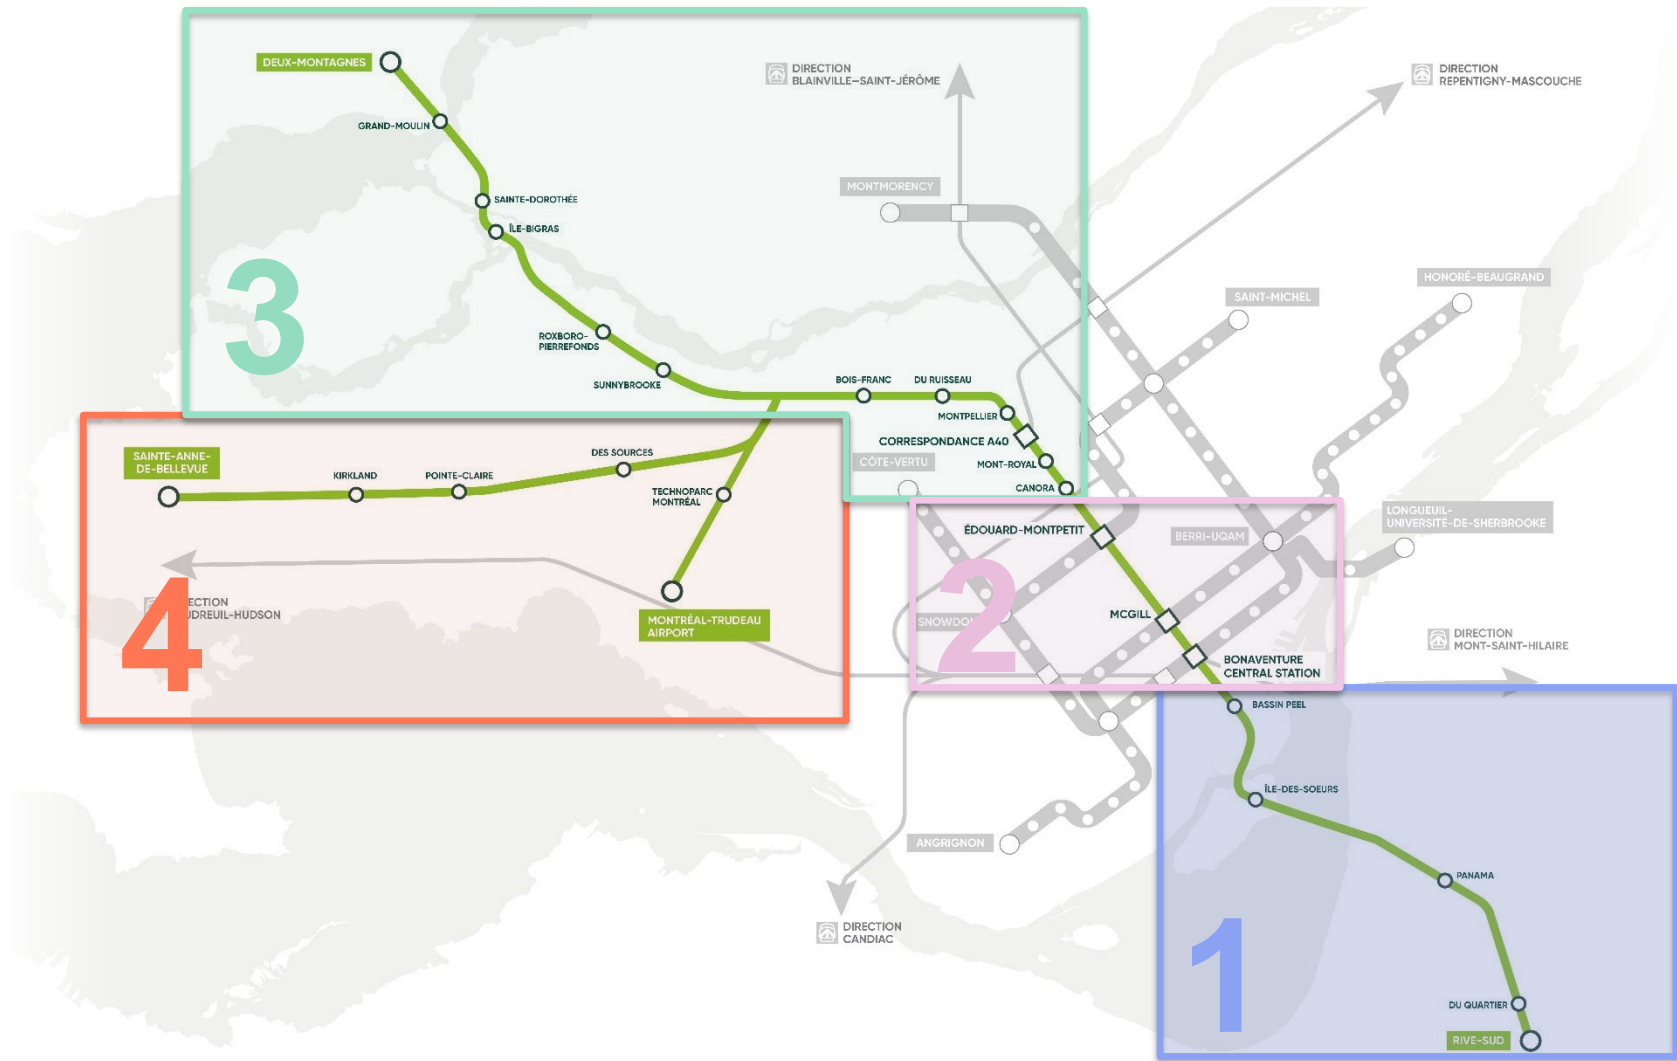 DEUX-MONTAGNES
GRAND-MOULIN
SAINTE-DOROTHÉE
ÎLE-BIGRAS
3
ROXBORO-
PIERREFONDS
SUNNYBROOKE
BOIS-FRANC
DU RUISSEAU
MONTPELLIER
CORRESPONDANCE A40
MONT-ROYAL
CANORA
DIRECTION
BLAINVILLE–SAINT-JÉRÔME
MONTMORENCY
DIRECTION
REPENTIGNY-MASCOUCHE
SAINT-MICHEL
HONORÉ-BEAUGRAND
CÔTE-VERTU
SAINTE-ANNE-
DE-BELLEVUE
KIRKLAND
POINTE-CLAIRE
DES SOURCES
TECHNOPARC
MONTRÉAL
MONTRÉAL-TRUDEAU
AIRPORT
4
ÉDOUARD-MONTPETIT
BERRI-UQAM
LONGUEUIL-
UNIVERSITÉ-DE-SHERBROOKE
MCGILL
2
BONAVENTURE
CENTRAL STATION
DIRECTION
MONT-SAINT-HILAIRE
BASSIN PEEL
ÎLE-DES-SOEURS
ANGRIGNON
PANAMA
DIRECTION
CANDIAC
1
DU QUARTIER
RIVE-SUD